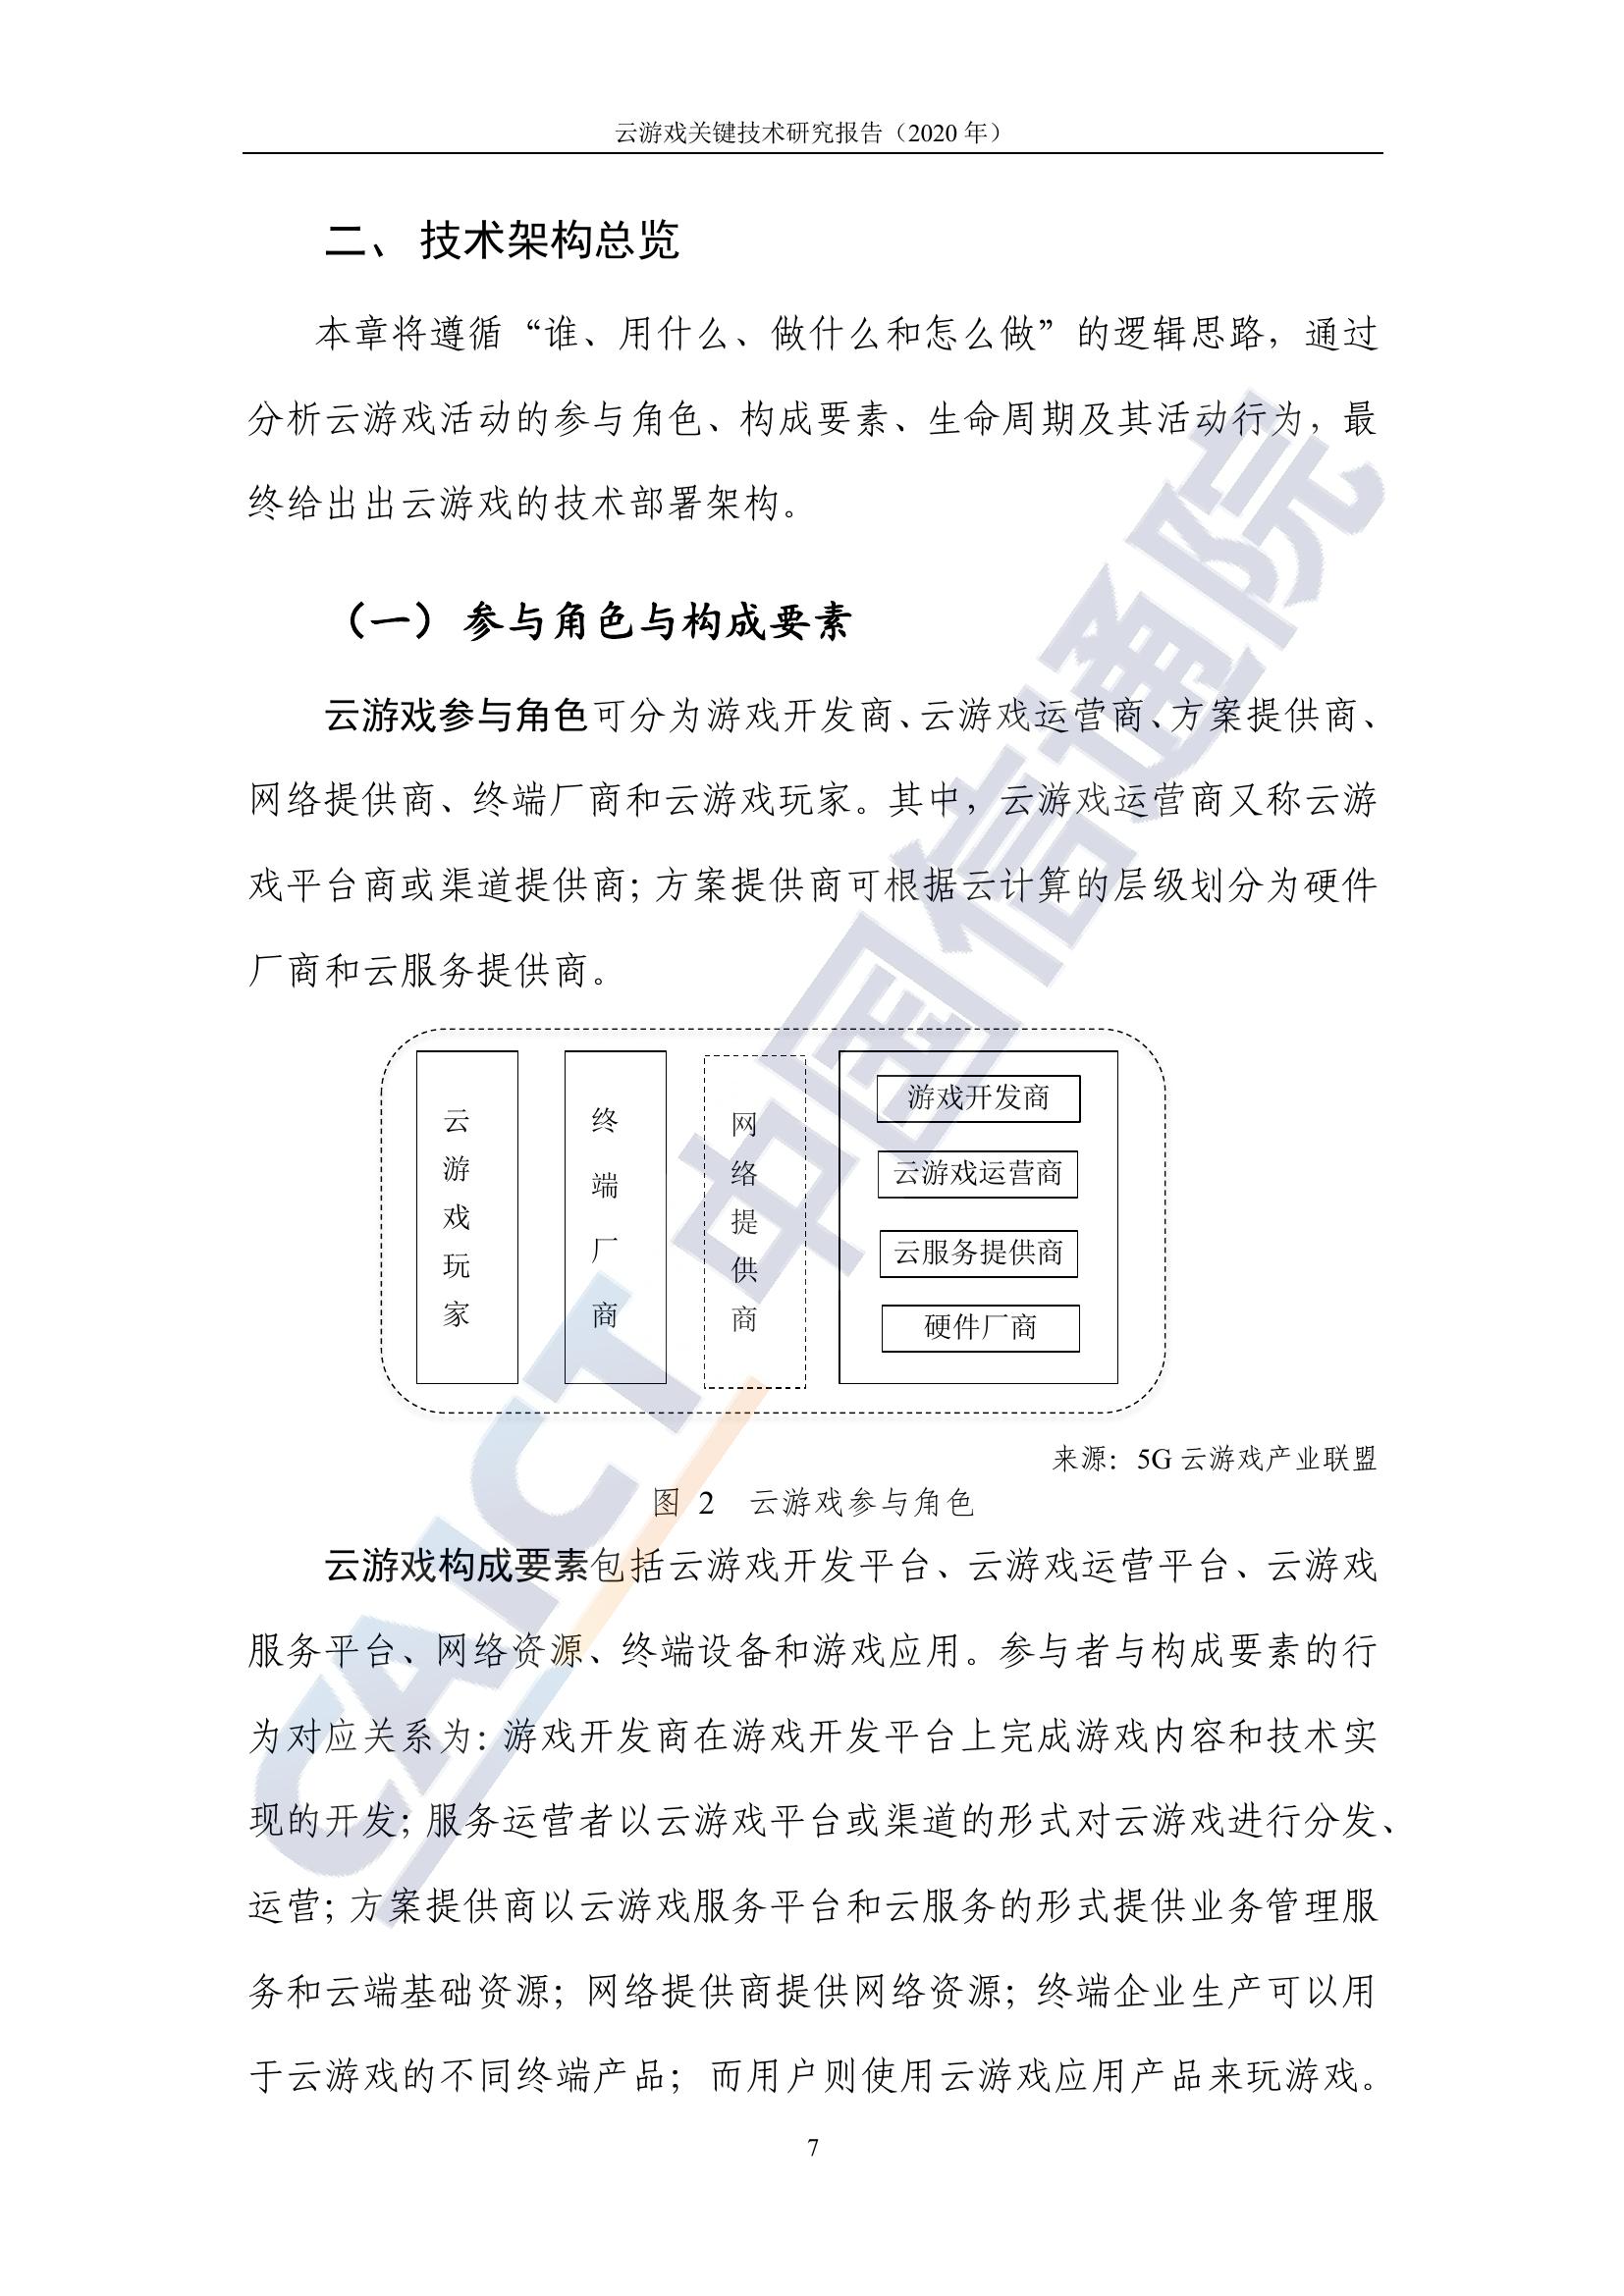 云游戏关键技术研究报告（2020 年）
二、 技术架构总览
本章将遵循“谁、用什么、做什么和怎么做”的逻辑思路，通过
分析云游戏活动的参与角色、构成要素、生命周期及其活动行为，最
终给出出云游戏的技术部署架构。
（一） 参与角色与构成要素
云游戏参与角色可分为游戏开发商、云游戏运营商、方案提供商、
网络提供商、终端厂商和云游戏玩家。其中，云游戏运营商又称云游
戏平台商或渠道提供商；方案提供商可根据云计算的层级划分为硬件
厂商和云服务提供商。
云游戏玩家
终端厂商
网络提供商
游戏开发商
云游戏运营商
云服务提供商
硬件厂商
来源：5G 云游戏产业联盟
图 2 云游戏参与角色
云游戏构成要素包括云游戏开发平台、云游戏运营平台、云游戏
服务平台、网络资源、终端设备和游戏应用。参与者与构成要素的行
为对应关系为：游戏开发商在游戏开发平台上完成游戏内容和技术实
现的开发；服务运营者以云游戏平台或渠道的形式对云游戏进行分发、
运营；方案提供商以云游戏服务平台和云服务的形式提供业务管理服
务和云端基础资源；网络提供商提供网络资源；终端企业生产可以用
于云游戏的不同终端产品； 而用户则使用云游戏应用产品来玩游戏。
7
CAICT 中国信通院